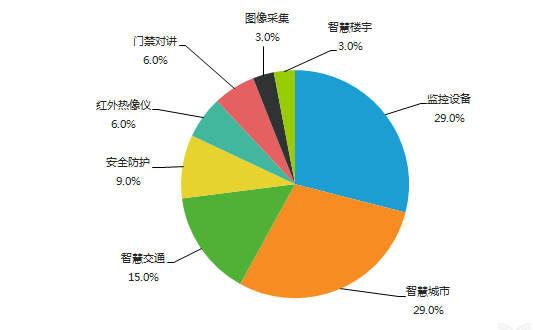 图像采集
3.0%
智慧楼宇
3.0%
门禁对讲
6.0%
监控设备
29.0%
红外热像仪
6.0%
安全防护
9.0%
智慧交通
15.0%
智慧城市
29.0%